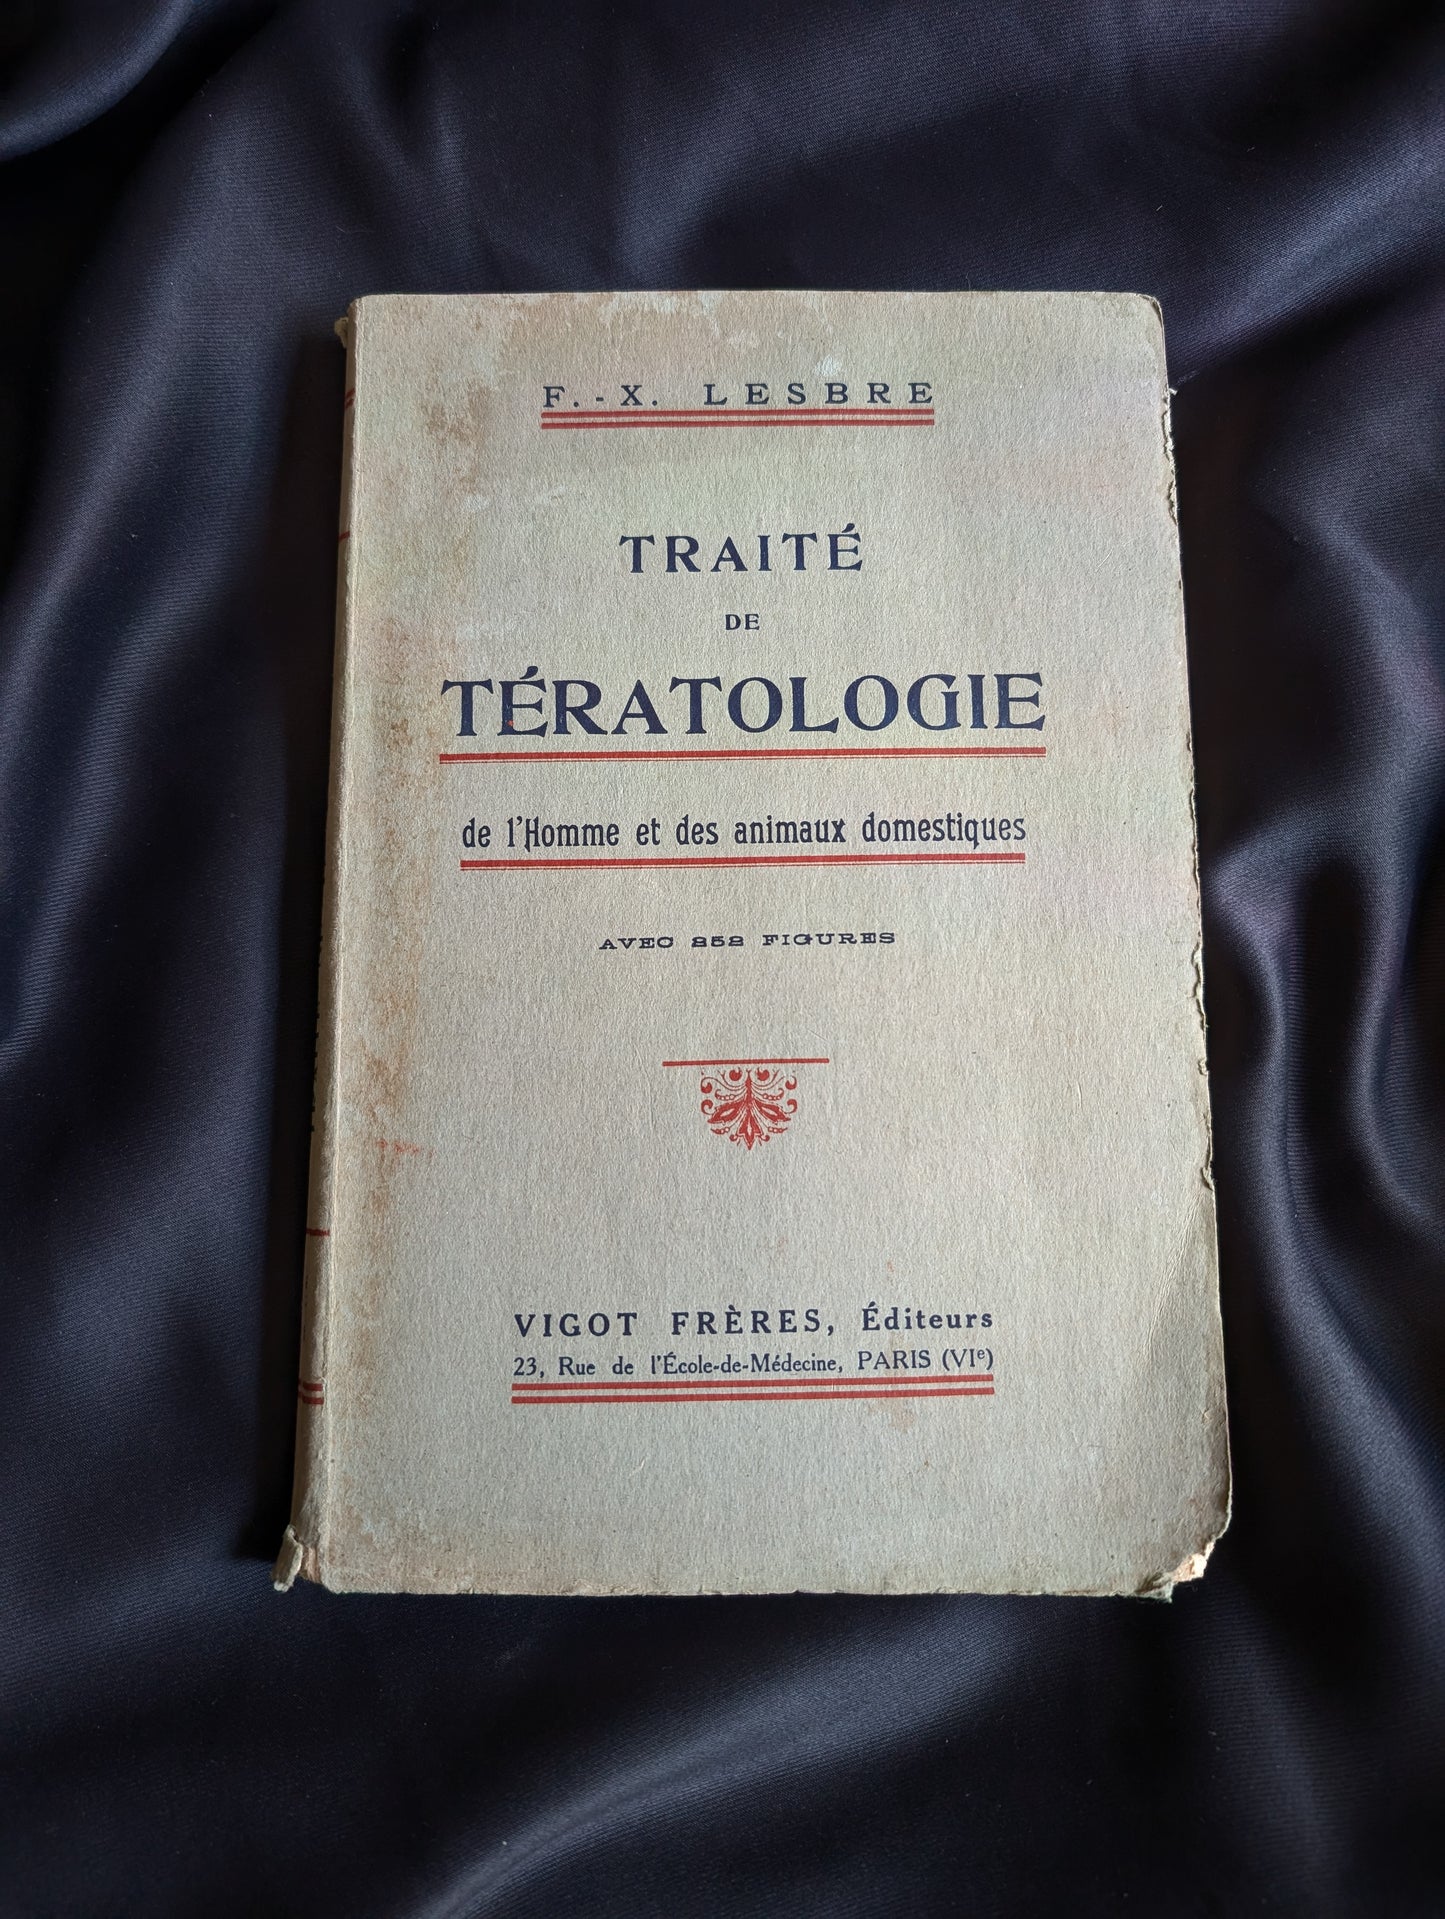 F.-X. LESBRE
TRAITÉ
DE
TÉRATOLOGIE
de l'Homme et des animaux domestiques
AVEC 252 FIGURES
VIGOT FRÈRES, Éditeurs
23, Rue de l'École-de-Médecine, PARIS (VIe)